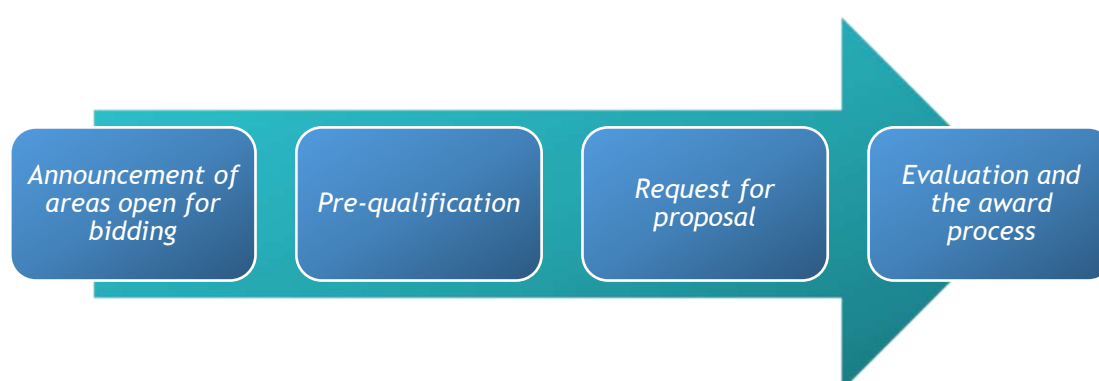 Announcement of
areas open for
bidding
Pre-qualification
Request for
proposal
Evaluation and
the award
process